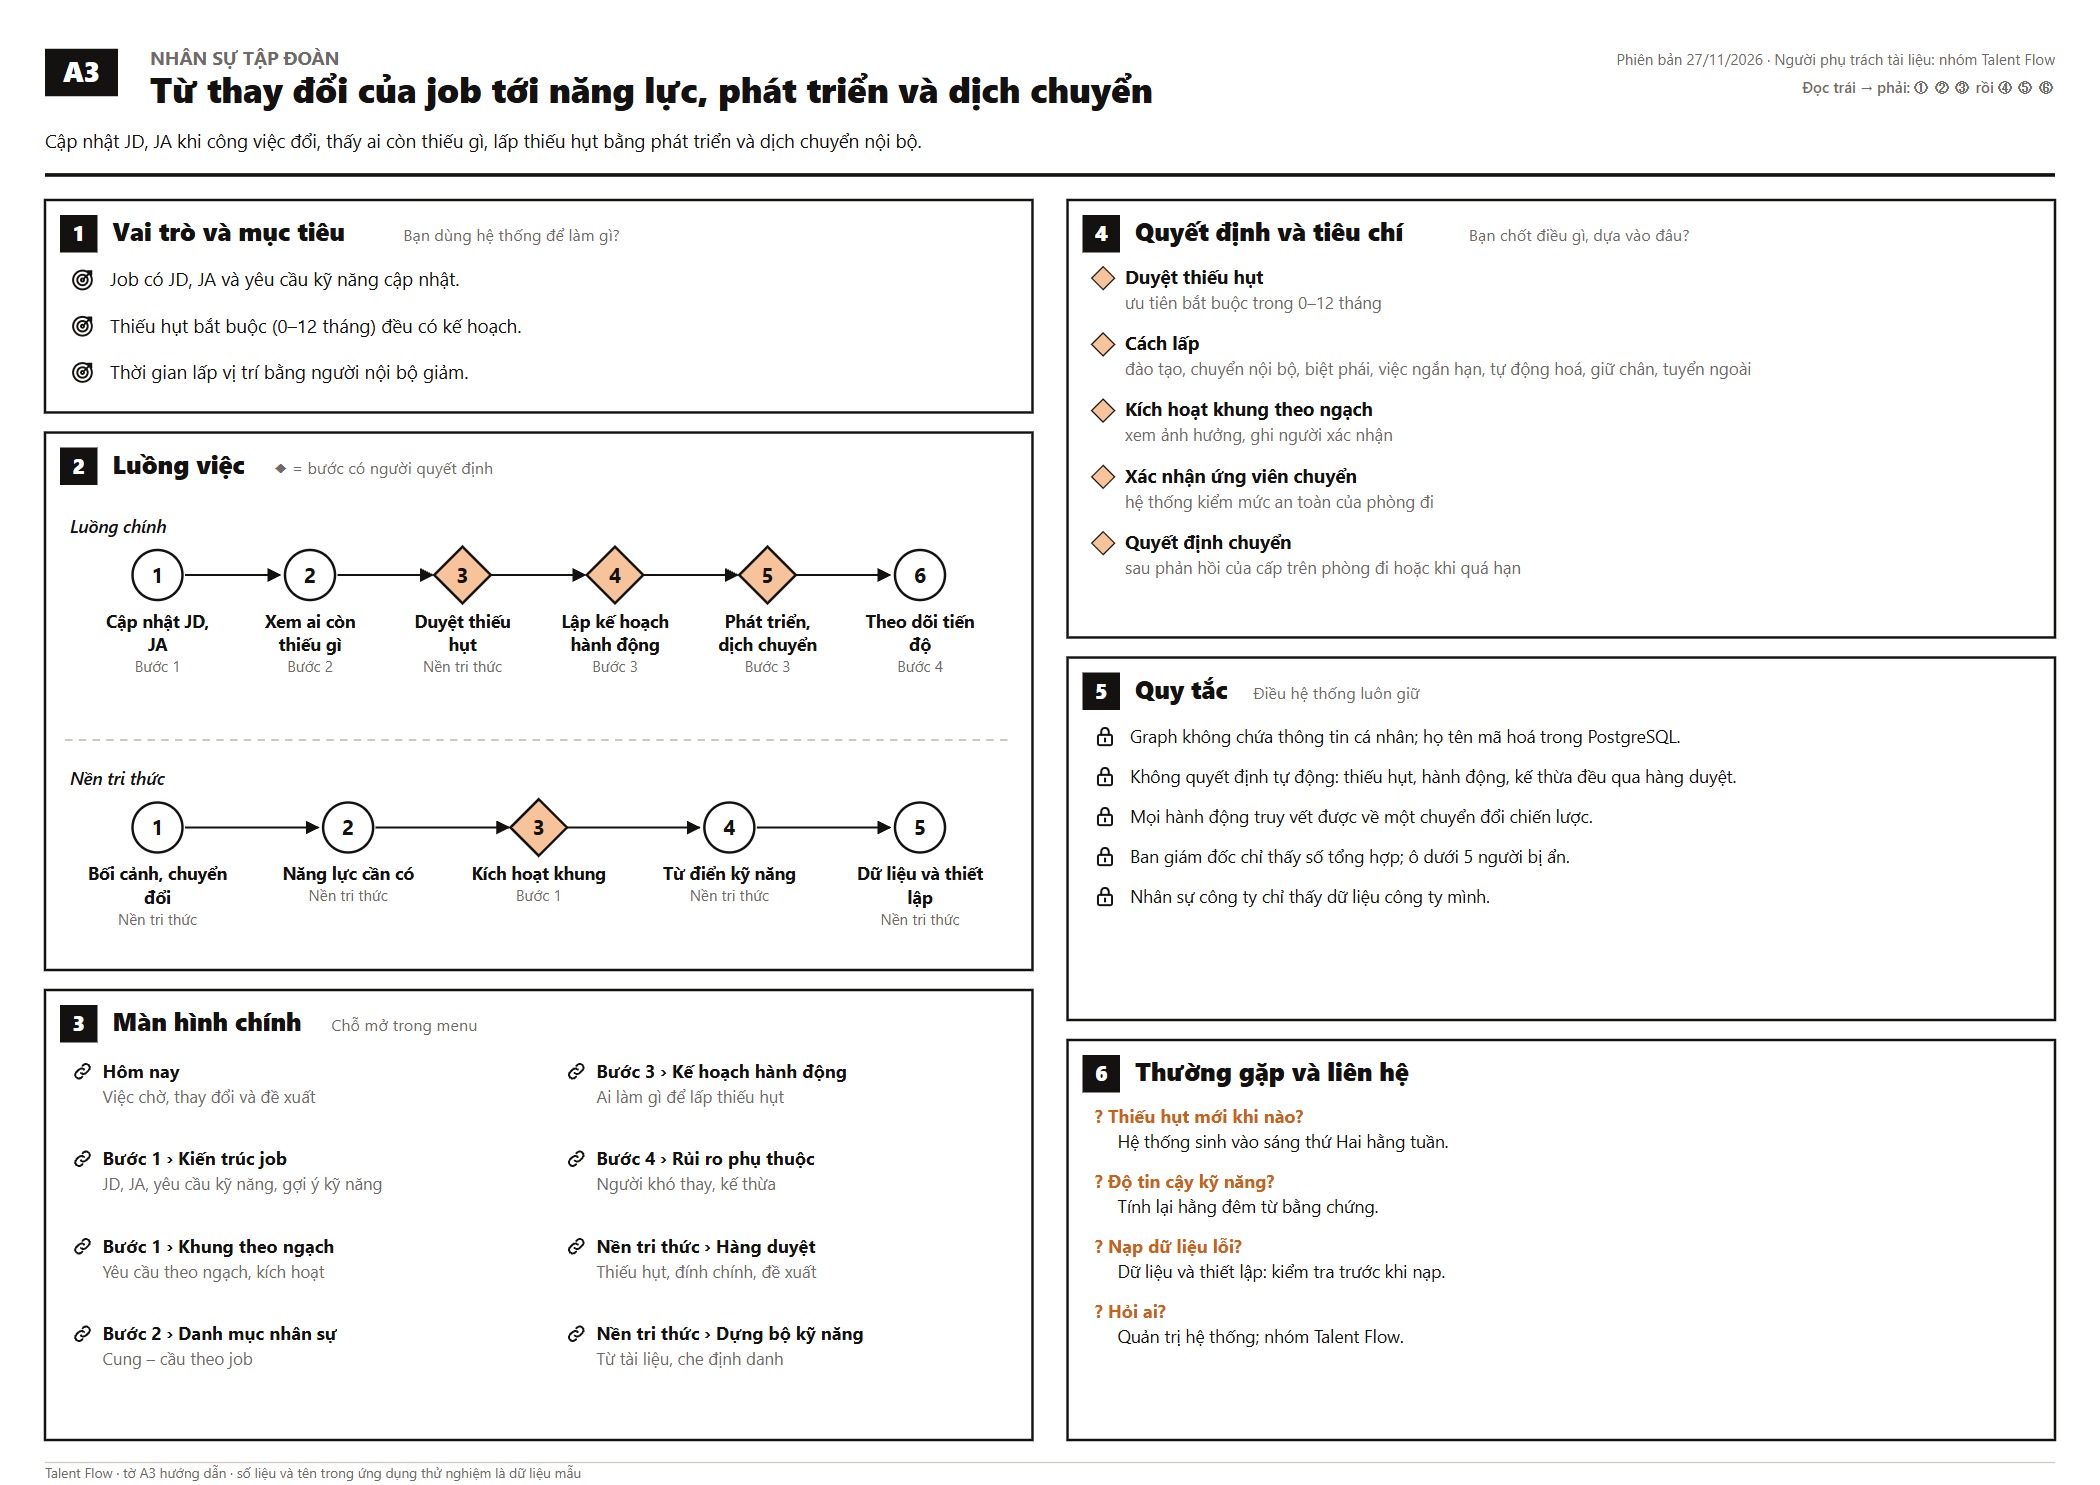 A3
NHÂN SỰ TẬP ĐOÀN
Từ thay đổi của job tới năng lực, phát triển và dịch chuyển
Phiên bản 27/11/2026 · Người phụ trách tài liệu: nhóm Talent Flow
Đọc trái → phải: ① ② ③ rồi ④ ⑤ ⑥
Cập nhật JD, JA khi công việc đổi, thấy ai còn thiếu gì, lấp thiếu hụt bằng phát triển và dịch chuyển nội bộ.
1 Vai trò và mục tiêu Bạn dùng hệ thống để làm gì?
Job có JD, JA và yêu cầu kỹ năng cập nhật.
Thiếu hụt bắt buộc (0–12 tháng) đều có kế hoạch.
Thời gian lấp vị trí bằng người nội bộ giảm.
2 Luồng việc ◆ = bước có người quyết định
Luồng chính
1 2 3 4 5 6
Cập nhật JD, JA
Bước 1
Xem ai còn thiếu gì
Bước 2
Duyệt thiếu hụt
Nền tri thức
Lập kế hoạch hành động
Bước 3
Phát triển, dịch chuyển
Bước 3
Theo dõi tiến độ
Bước 4
Nền tri thức
1 2 3 4 5
Bối cảnh, chuyển đổi
Nền tri thức
Năng lực cần có
Nền tri thức
Kích hoạt khung
Bước 1
Từ điển kỹ năng
Nền tri thức
Dữ liệu và thiết lập
Nền tri thức
3 Màn hình chính Chỗ mở trong menu
Hôm nay
Việc chờ, thay đổi và đề xuất
Bước 1 › Kiến trúc job
JD, JA, yêu cầu kỹ năng, gợi ý kỹ năng
Bước 1 › Khung theo ngạch
Yêu cầu theo ngạch, kích hoạt
Bước 2 › Danh mục nhân sự
Cung – cầu theo job
Bước 3 › Kế hoạch hành động
Ai làm gì để lấp thiếu hụt
Bước 4 › Rủi ro phụ thuộc
Người khó thay, kế thừa
Nền tri thức › Hàng duyệt
Thiếu hụt, đính chính, đề xuất
Nền tri thức › Dựng bộ kỹ năng
Từ tài liệu, che định danh
4 Quyết định và tiêu chí Bạn chốt điều gì, dựa vào đâu?
Duyệt thiếu hụt
ưu tiên bắt buộc trong 0–12 tháng
Cách lấp
đào tạo, chuyển nội bộ, biệt phái, việc ngắn hạn, tự động hoá, giữ chân, tuyển ngoài
Kích hoạt khung theo ngạch
xem ảnh hưởng, ghi người xác nhận
Xác nhận ứng viên chuyển
hệ thống kiểm mức an toàn của phòng đi
Quyết định chuyển
sau phản hồi của cấp trên phòng đi hoặc khi quá hạn
5 Quy tắc Điều hệ thống luôn giữ
Graph không chứa thông tin cá nhân; họ tên mã hoá trong PostgreSQL.
Không quyết định tự động: thiếu hụt, hành động, kế thừa đều qua hàng duyệt.
Mọi hành động truy vết được về một chuyển đổi chiến lược.
Ban giám đốc chỉ thấy số tổng hợp; ô dưới 5 người bị ẩn.
Nhân sự công ty chỉ thấy dữ liệu công ty mình.
6 Thường gặp và liên hệ
? Thiếu hụt mới khi nào?
Hệ thống sinh vào sáng thứ Hai hằng tuần.
? Độ tin cậy kỹ năng?
Tính lại hằng đêm từ bằng chứng.
? Nạp dữ liệu lỗi?
Dữ liệu và thiết lập: kiểm tra trước khi nạp.
? Hỏi ai?
Quản trị hệ thống; nhóm Talent Flow.
Talent Flow · tờ A3 hướng dẫn · số liệu và tên trong ứng dụng thử nghiệm là dữ liệu mẫu